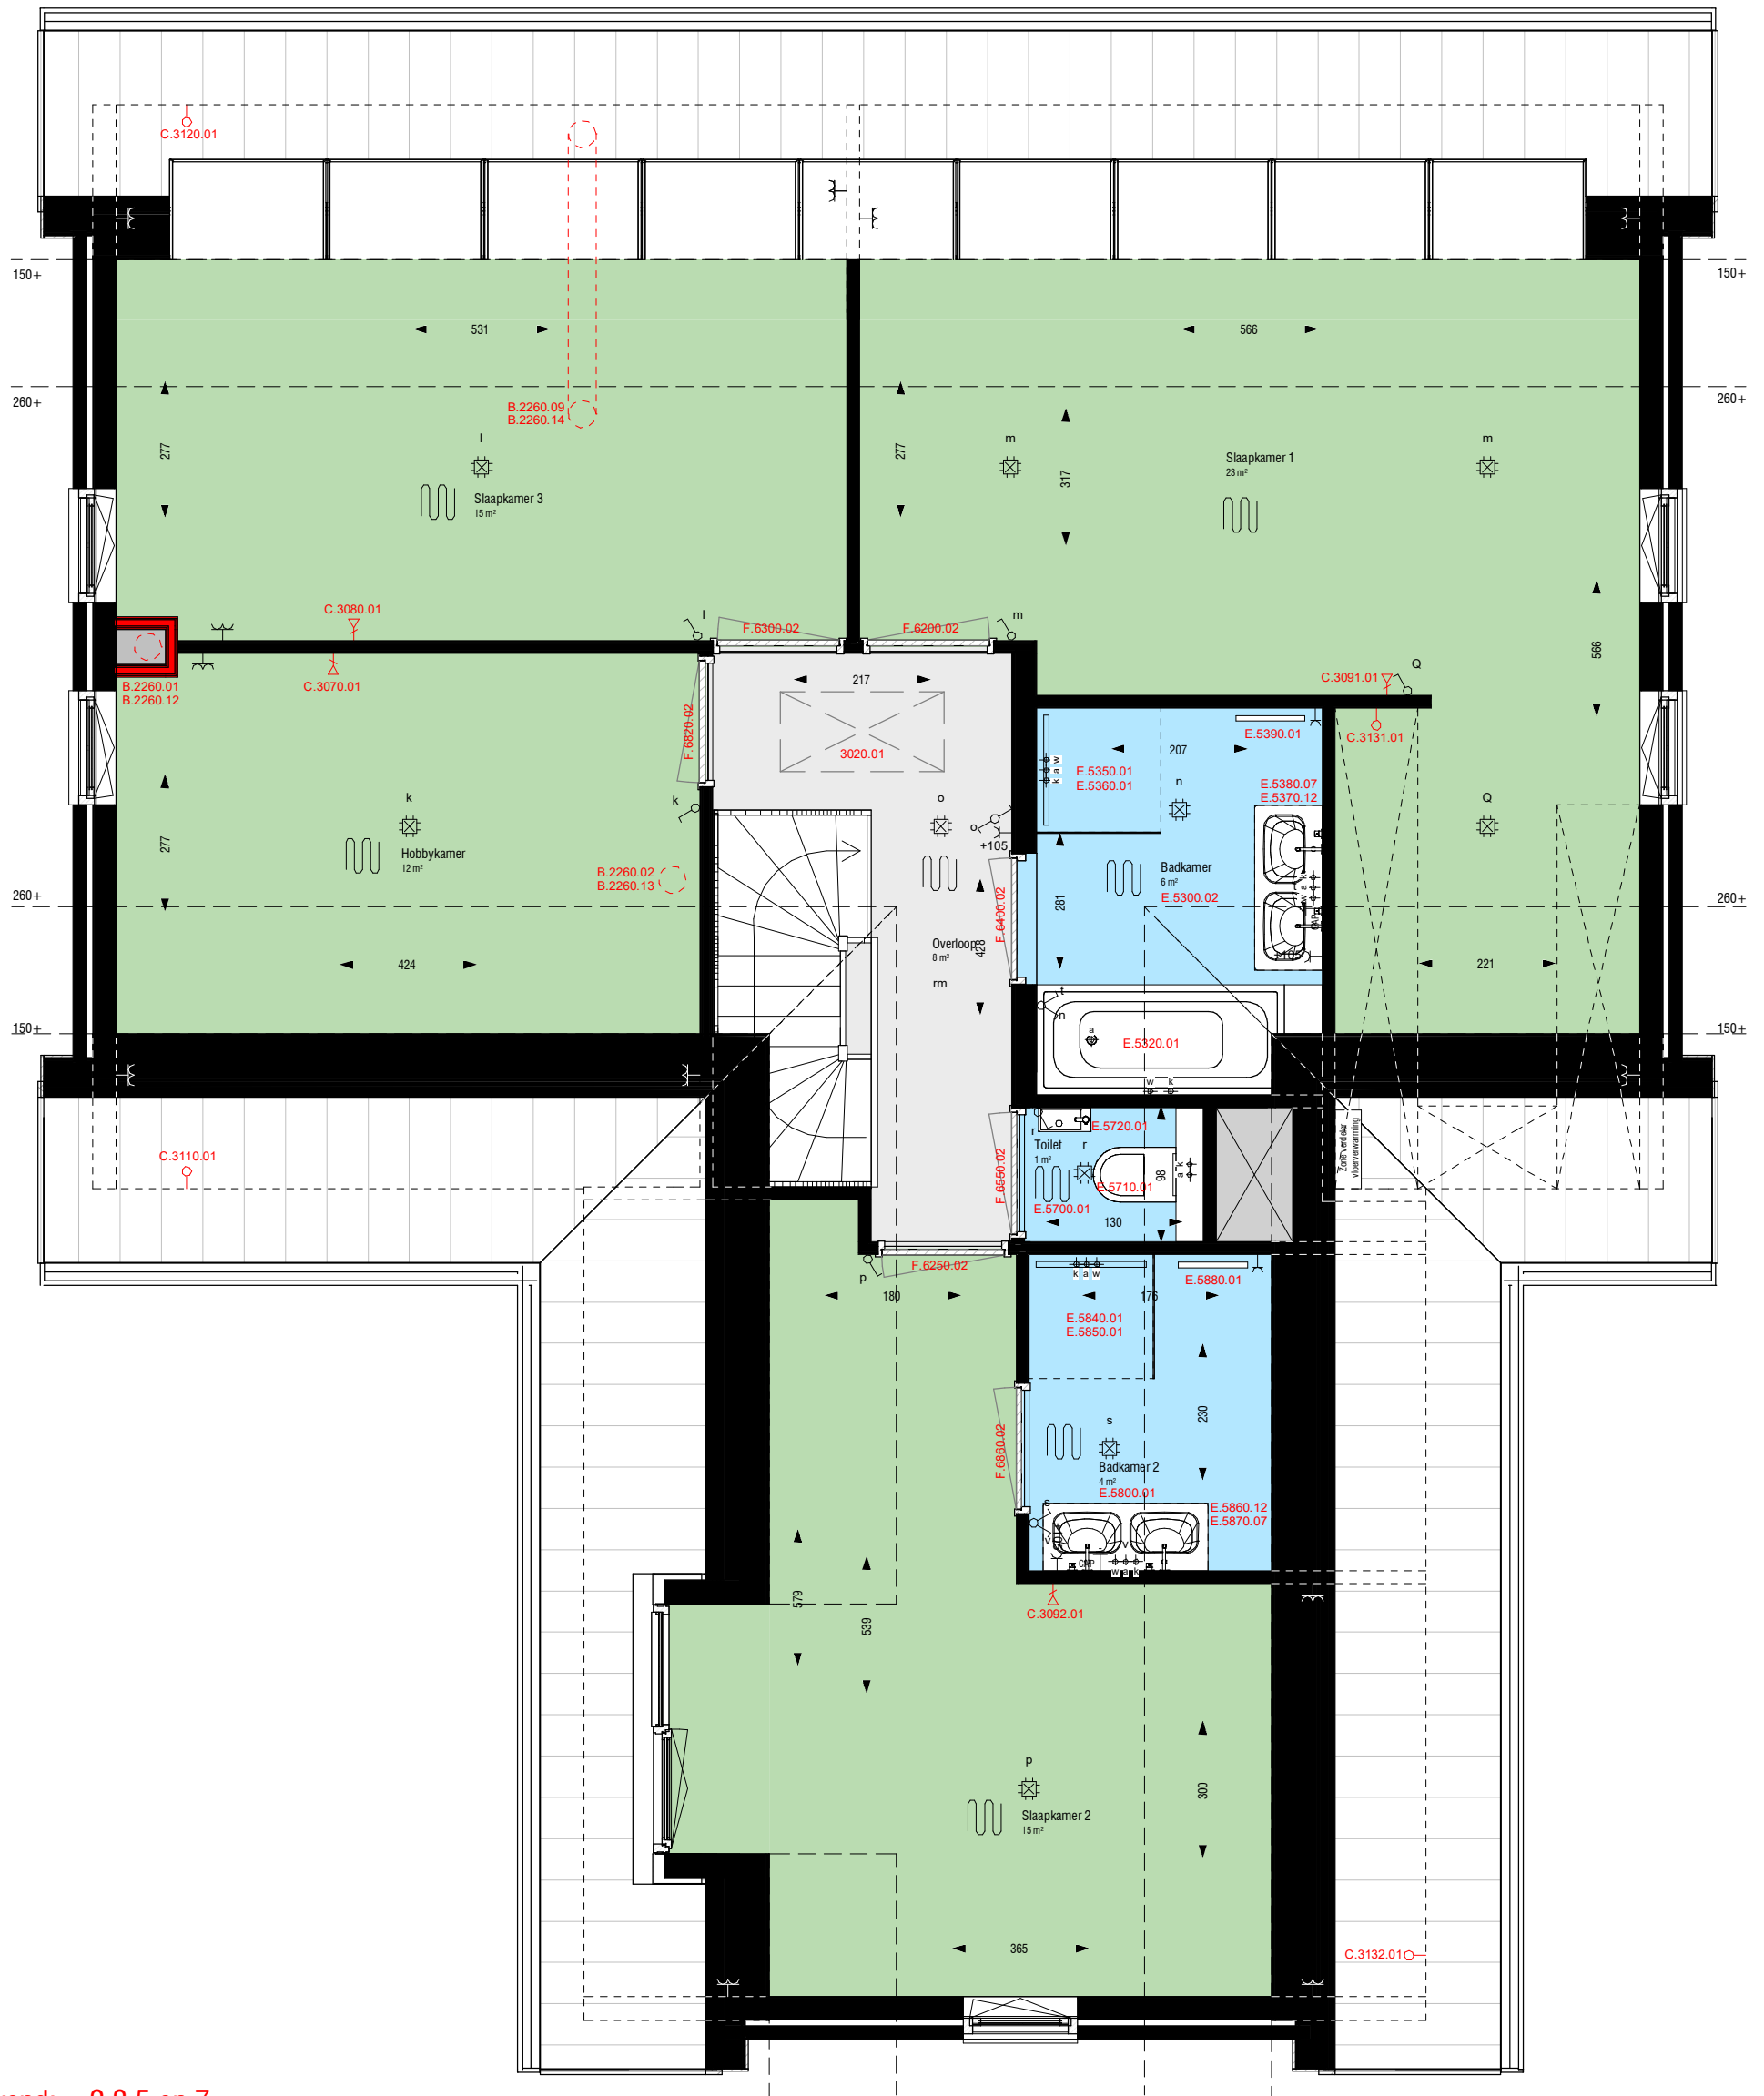 C.3120.01
150+
150+
531
566
260+
260+
B.2260.09
B.2260.14
277
277
317
l
m
m
Slaapkamer 3
15 m²
Slaapkamer 1
23 m²
C.3080.01
l
F.6300.02
F.6200.02
m
566
B.2260.01
B.2260.12
C.3070.01
217
C.3091.01
Q
F.6820.02
3020.01
207
E.5390.01
C.3131.01
k a w
E.5350.01
E.5360.01
n
E.5380.07
E.5370.12
k
k
o
o
+105
Q
277
Hobbykamer
12 m²
B.2260.02
B.2260.13
Badkamer
6 m²
E.5300.02
w a k
281
F.6400.02
260+
260+
Overloop
8 m²
428
424
221
rm
t
n
150+
150+
a
E.5320.01
w k
C.3110.01
E.5720.01
r
Toilet
1 m²
r
F.6550.02
E.5710.01
98
a k
E.5700.01
130
Zone verdeler
vloerverwarming
p
F.6250.02
k a w
E.5880.01
180
176
E.5840.01
E.5850.01
F.6860.02
230
s
Badkamer 2
4 m²
E.5800.01
s
v
E.5860.12
E.5870.07
v
w a k
C.3092.01
579
539
p
Slaapkamer 2
15 m²
300
365
C.3132.01